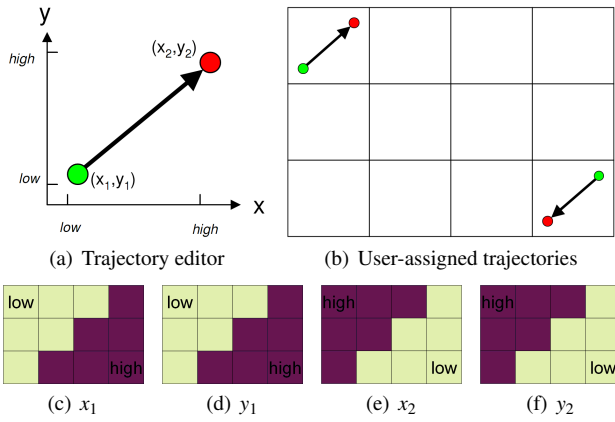 y
high
(x2,y2)
low
(x1,y1)
x
low high
(a) Trajectory editor
(b) User-assigned trajectories
low high
low high
high low
high low
(c) x1
(d) y1
(e) x2
(f) y2